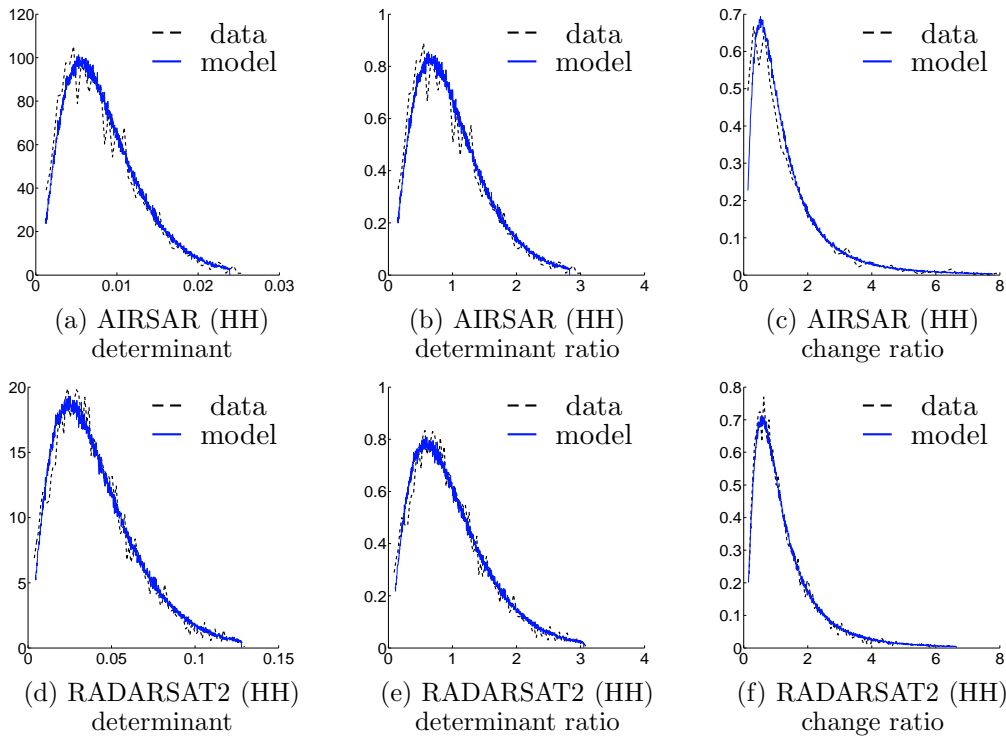 120
100
80
60
40
20
0
0 0.01 0.02 0.03
data
model
(a) AIRSAR (HH)
determinant
1
0.8
0.6
0.4
0.2
0
0 1 2 3 4
data
model
(b) AIRSAR (HH)
determinant ratio
0.7
0.6
0.5
0.4
0.3
0.2
0.1
0
0 2 4 6 8
data
model
(c) AIRSAR (HH)
change ratio
20
15
10
5
0
0 0.05 0.1 0.15
data
model
(d) RADARSAT2 (HH)
determinant
1
0.8
0.6
0.4
0.2
0
0 1 2 3 4
data
model
(e) RADARSAT2 (HH)
determinant ratio
0.8
0.7
0.6
0.5
0.4
0.3
0.2
0.1
0
0 2 4 6 8
data
model
(f) RADARSAT2 (HH)
change ratio